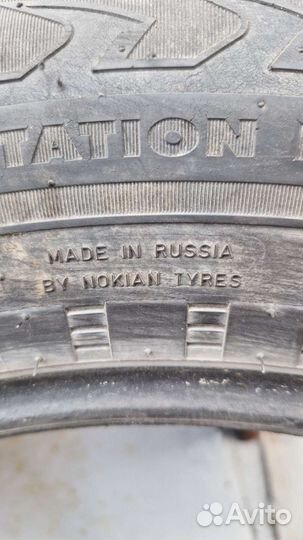 TATION
MADE IN RUSSIA
BY NOKIAN TYRES
Avito